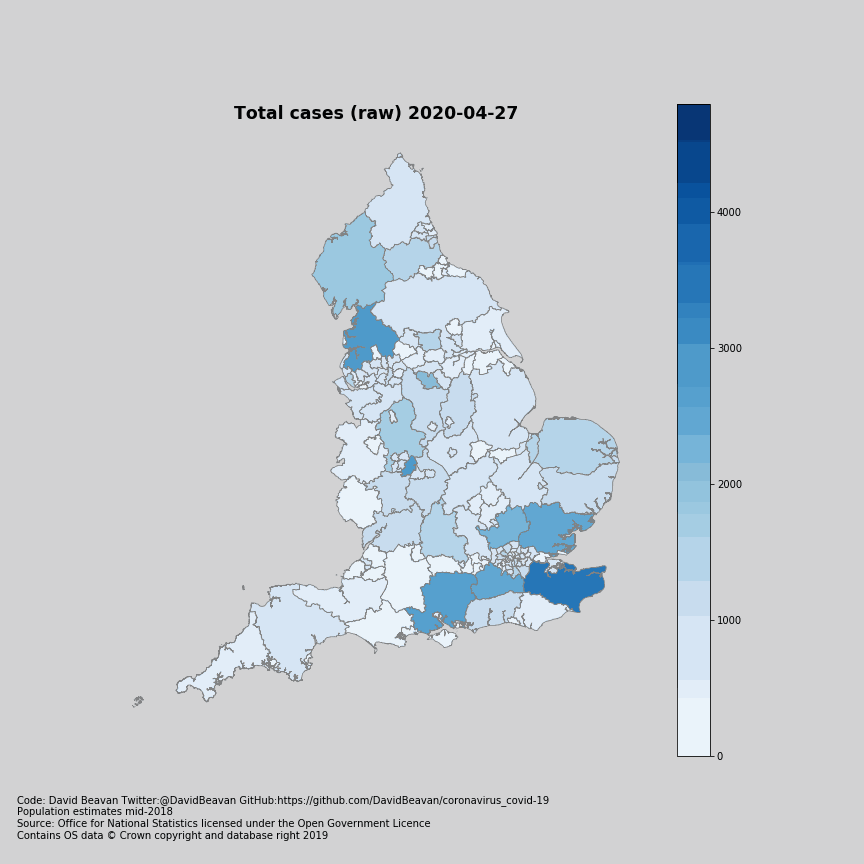 Total cases (raw) 2020-04-27
4000
3000
2000
1000
0
Code: David Beavan Twitter:@DavidBeavan GitHub:https://github.com/DavidBeavan/coronavirus_covid-19
Population estimates mid-2018
Source: Office for National Statistics licensed under the Open Government Licence
Contains OS data © Crown copyright and database right 2019